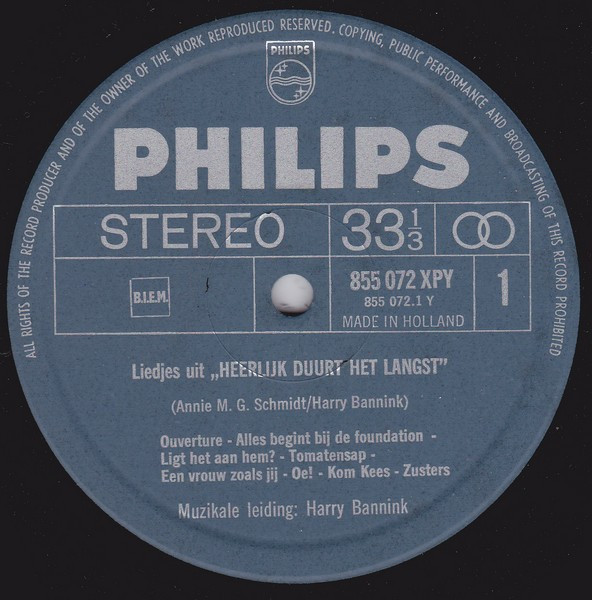 ALL RIGHTS OF THE RECORD PRODUCER AND OF THE OWNER OF THE WORK REPRODUCED RESERVED. COPYING, PUBLIC PERFORMANCE AND BROADCASTING OF THIS RECORD PROHIBITED
PHILIPS
PHILIPS
STEREO 33 1/3
B.I.E.M. 855 072 XPY 1
855 072.1 Y
MADE IN HOLLAND
Liedjes uit „HEERLIJK DUURT HET LANGST”
(Annie M. G. Schmidt/Harry Bannink)
Ouverture - Alles begint bij de foundation -
Ligt het aan hem? - Tomatensap -
Een vrouw zoals jij - Oe! - Kom Kees - Zusters
Muzikale leiding: Harry Bannink